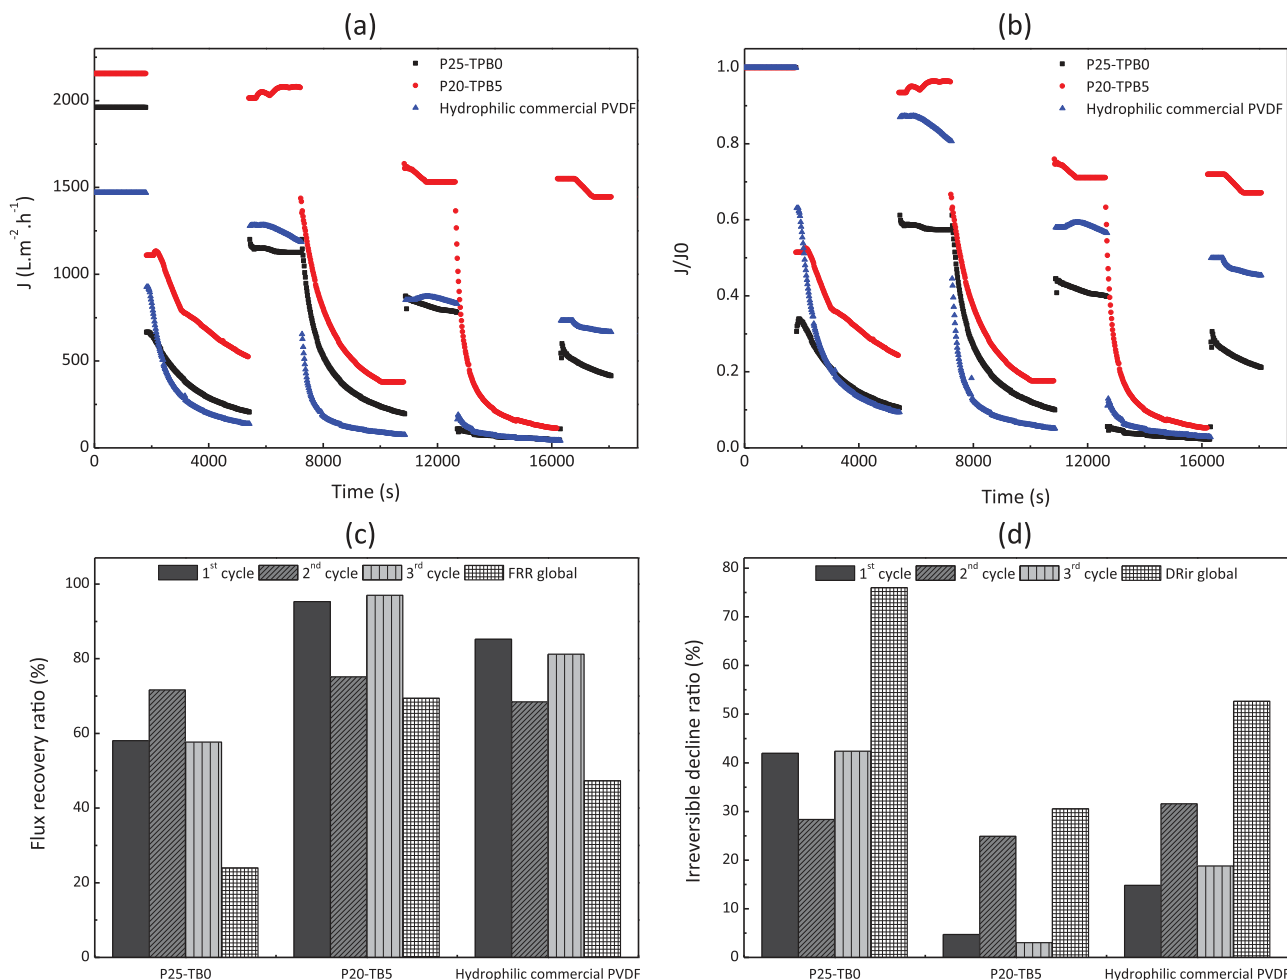 (a)
P25-TPB0
P20-TPB5
Hydrophilic commercial PVDF
J (L.m⁻².h⁻¹)
2000
1500
1000
500
0
0 4000 8000 12000 16000
Time (s)
(b)
P25-TPB0
P20-TPB5
Hydrophilic commercial PVDF
J/J0
1.0
0.8
0.6
0.4
0.2
0.0
0 4000 8000 12000 16000
Time (s)
(c)
1st cycle 2nd cycle 3rd cycle FRR global
Flux recovery ratio (%)
100
80
60
40
20
0
P25-TB0 P20-TB5 Hydrophilic commercial PVDF
(d)
1st cycle 2nd cycle 3rd cycle DRir global
Irreversible decline ratio (%)
80
70
60
50
40
30
20
10
0
P25-TB0 P20-TB5 Hydrophilic commercial PVDF